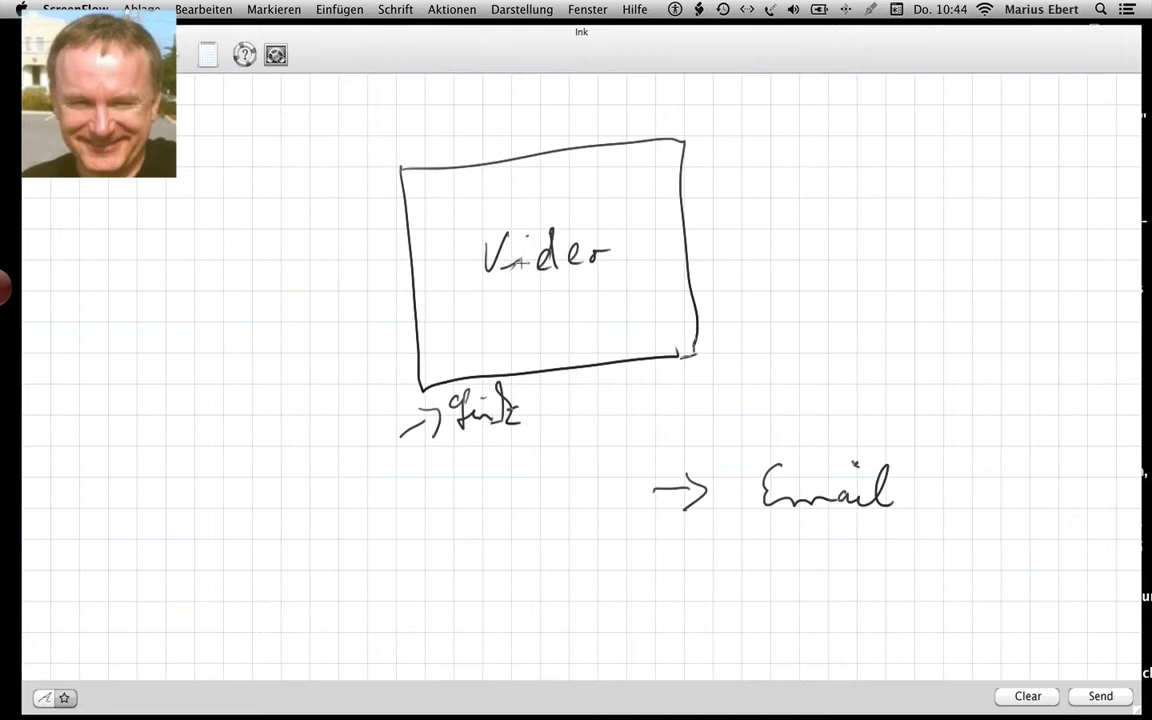 ScreenFlow Ablage Bearbeiten Markieren Einfügen Schrift Aktionen Darstellung Fenster Hilfe Do. 10:44 Marius Ebert
Ink
Video
Email
Clear Send